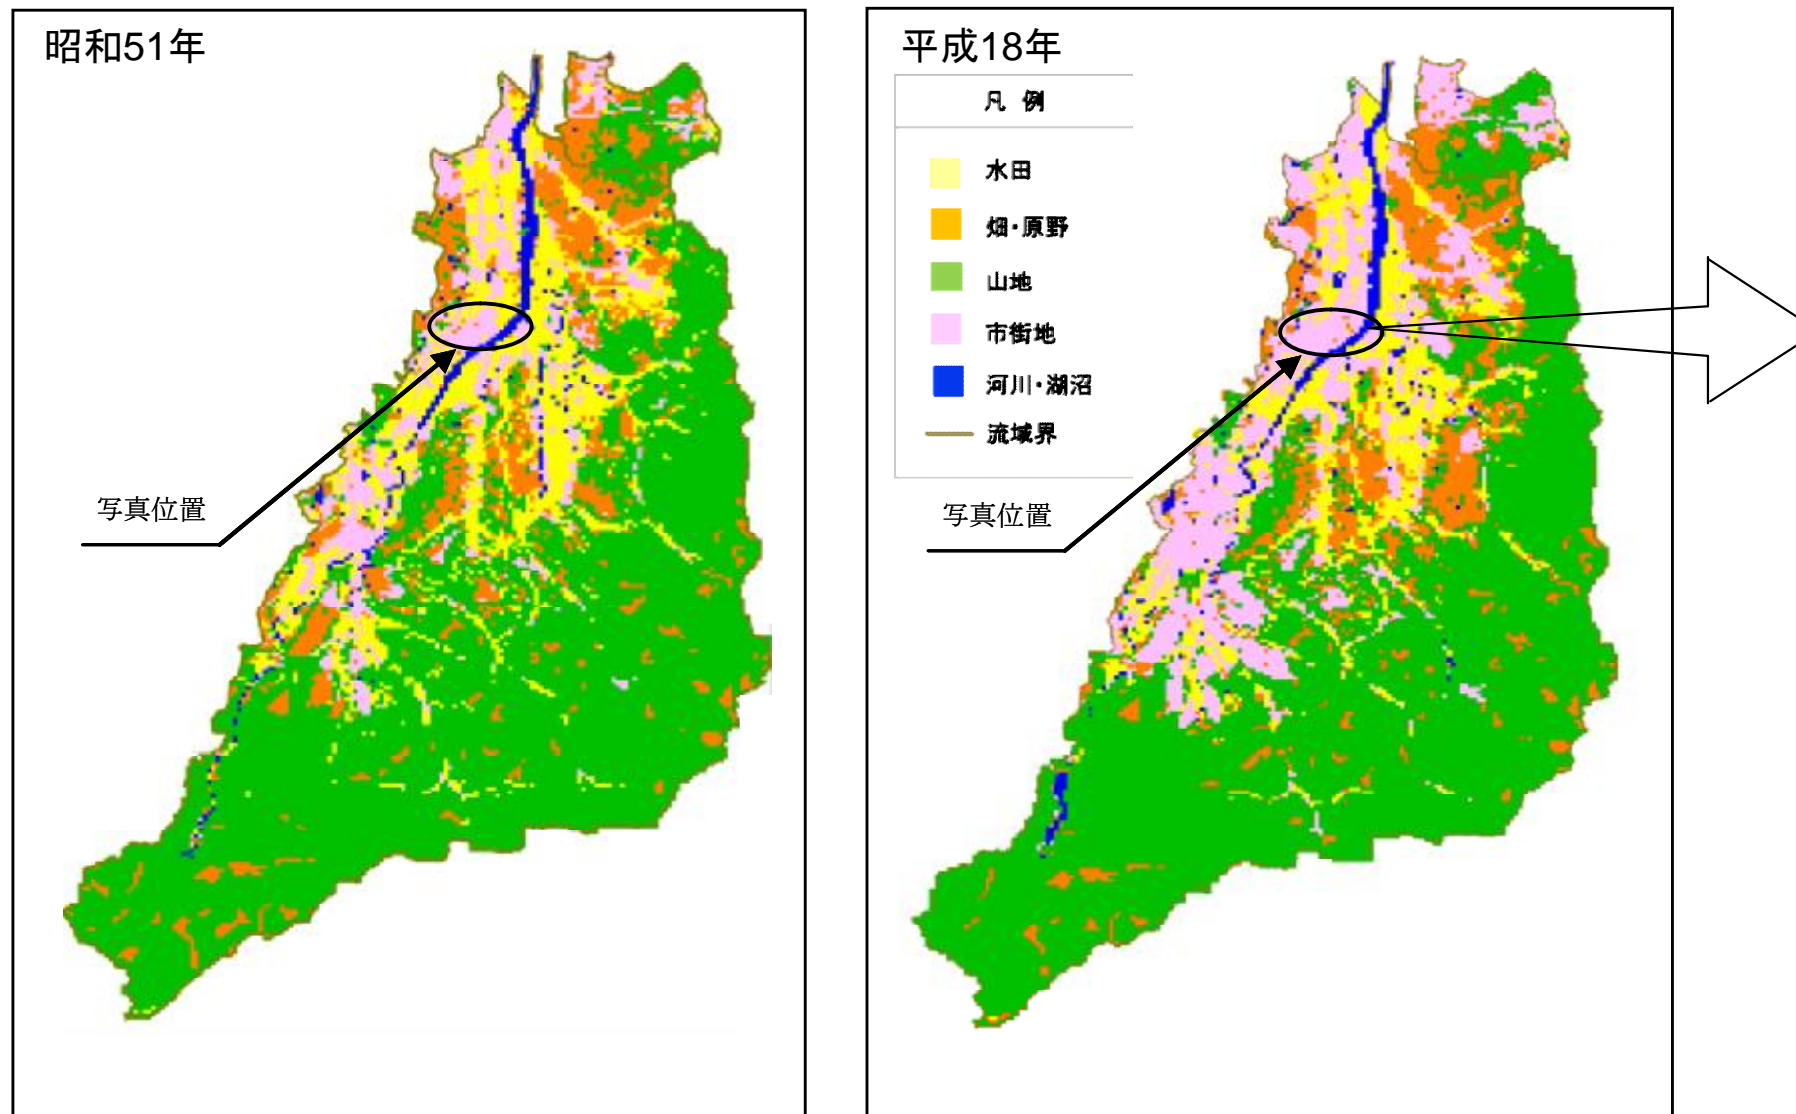 昭和51年
写真位置
平成18年
凡 例
水田
畑・原野
山地
市街地
河川・湖沼
流域界
写真位置